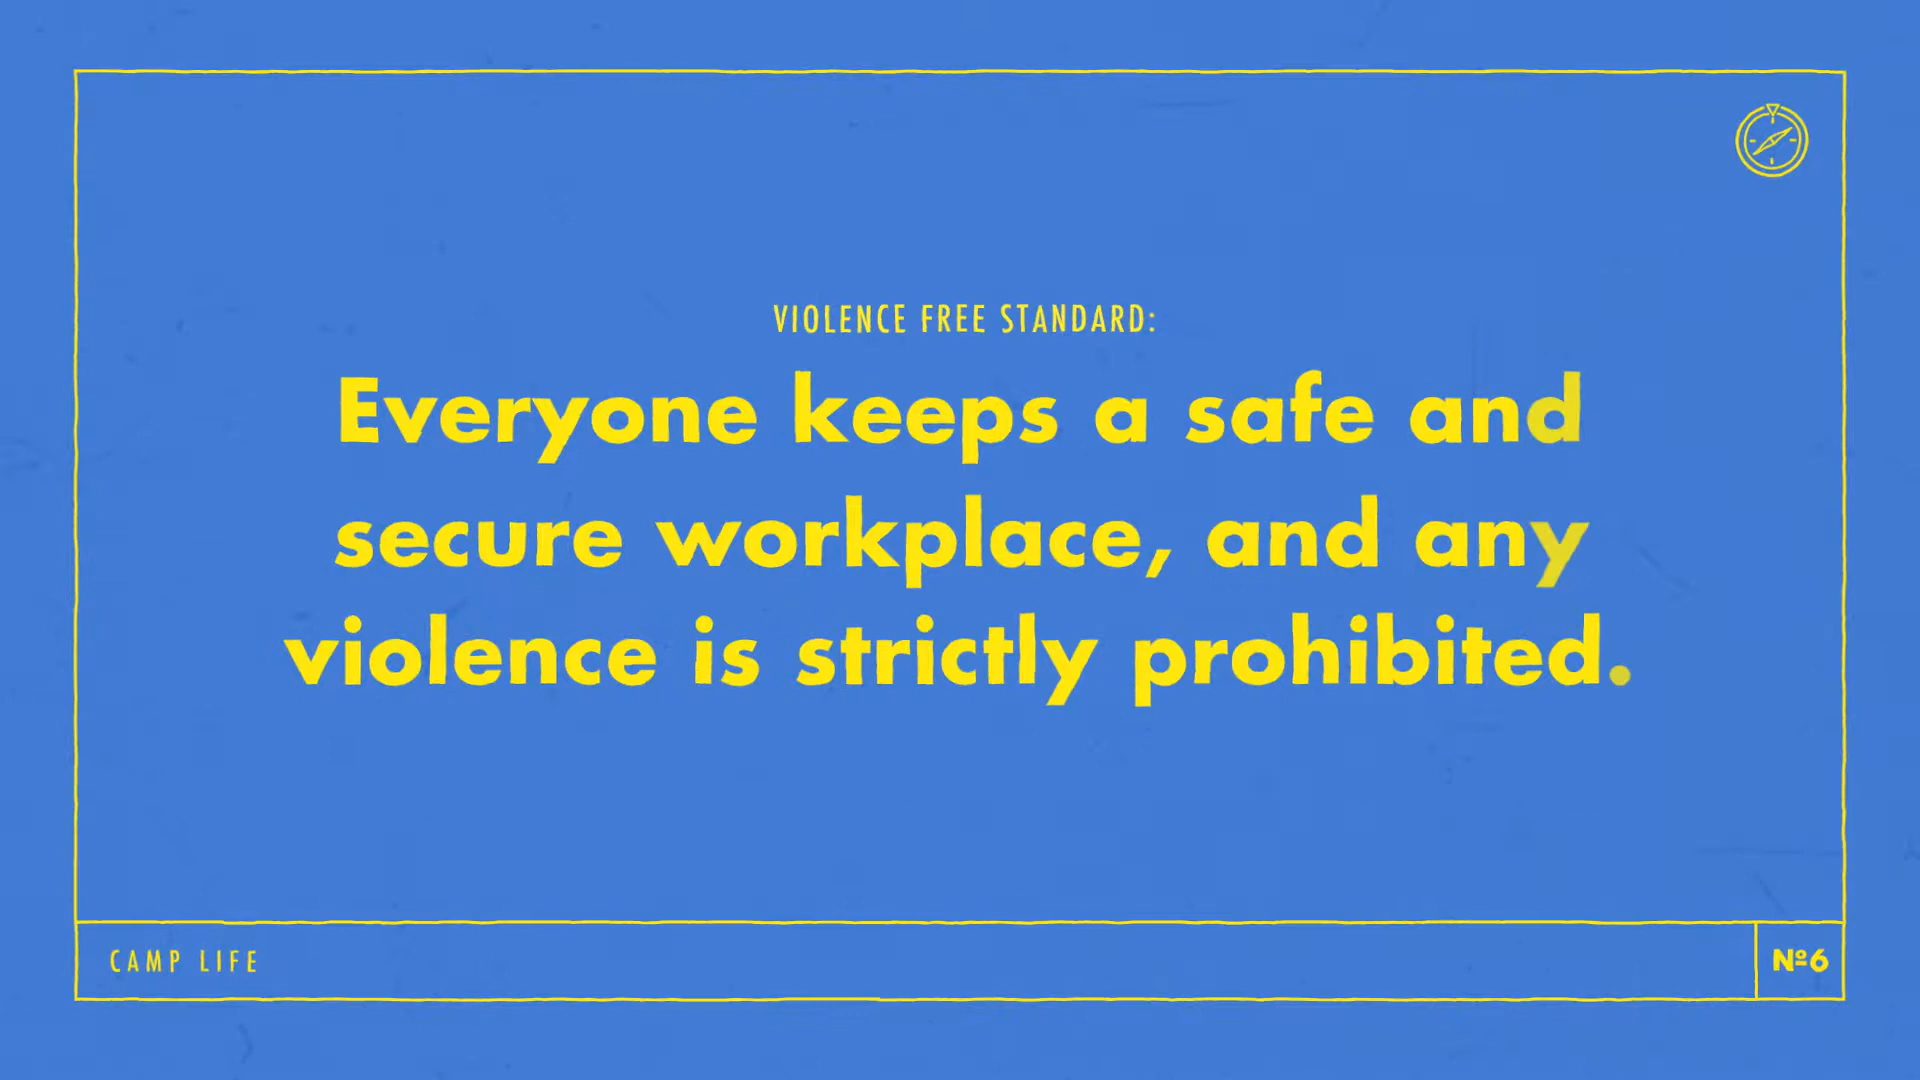 VIOLENCE FREE STANDARD:
Everyone keeps a safe and
secure workplace, and any
violence is strictly prohibited.
CAMP LIFE
Nº6